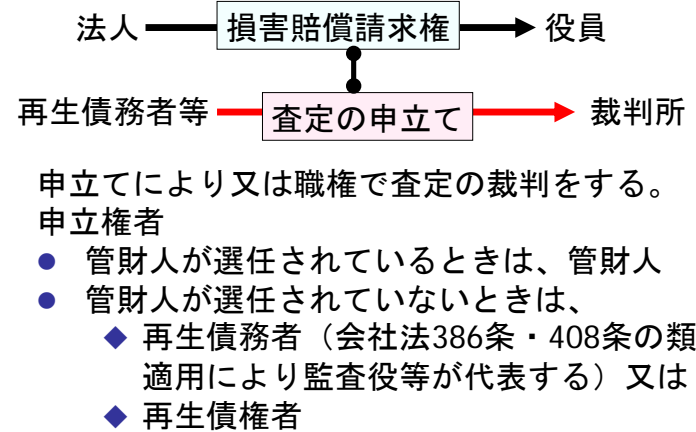 法人 損害賠償請求権 役員
再生債務者等 査定の申立て 裁判所
申立てにより又は職権で査定の裁判をする。
申立権者
● 管財人が選任されているときは、管財人
● 管財人が選任されていないときは、
◆ 再生債務者（会社法386条・408条の類
適用により監査役等が代表する）又は
◆ 再生債権者